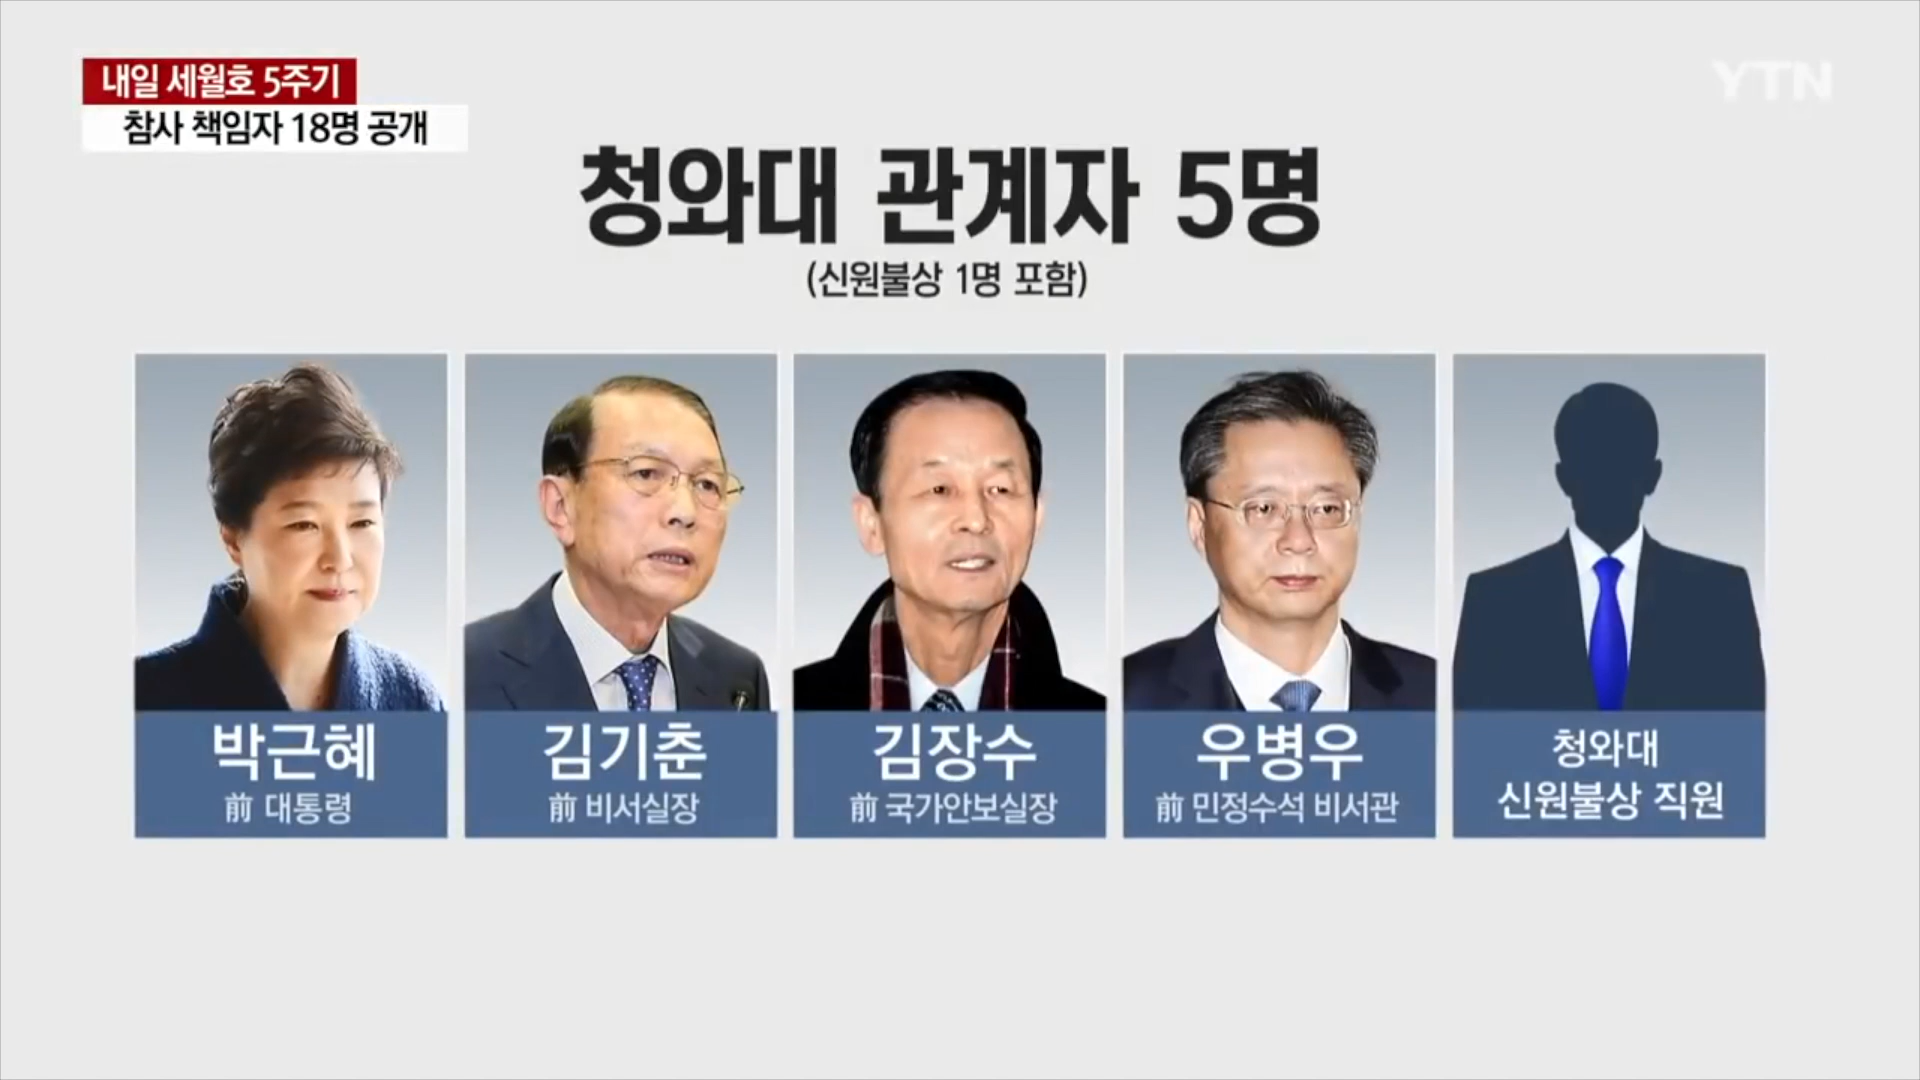 내일 세월호 5주기
참사 책임자 18명 공개
YTN
청와대 관계자 5명
(신원불상 1명 포함)
박근혜
前 대통령
김기춘
前 비서실장
김장수
前 국가안보실장
우병우
前 민정수석 비서관
청와대
신원불상 직원